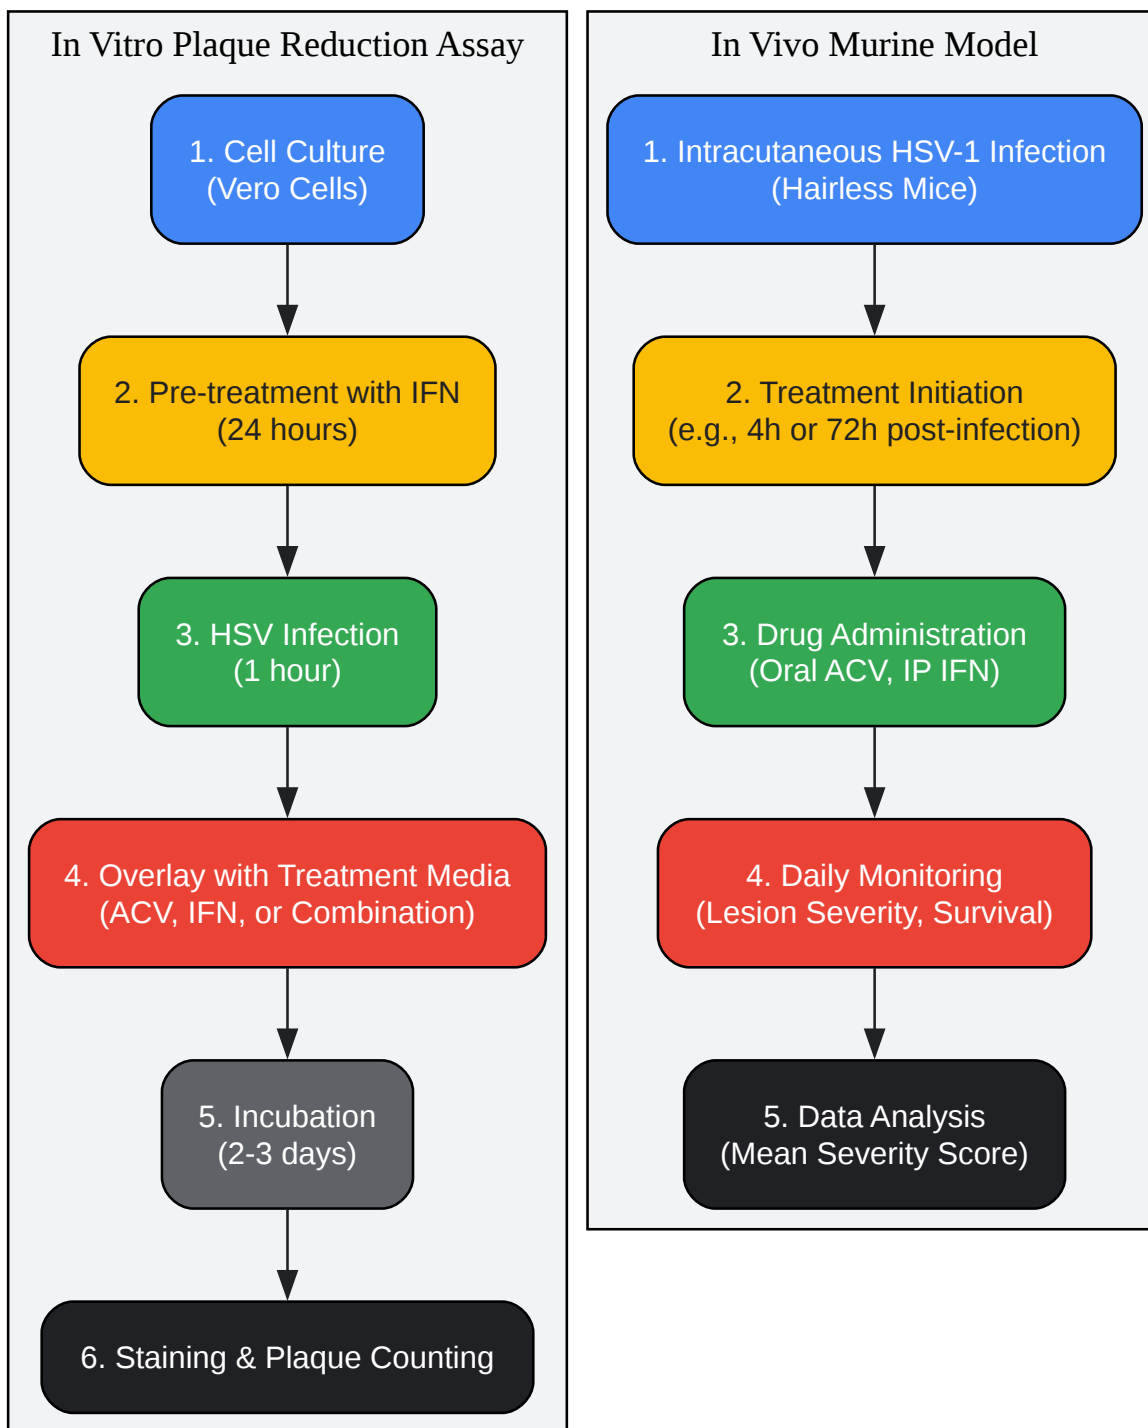 In Vitro Plaque Reduction Assay
1. Cell Culture
(Vero Cells)
2. Pre-treatment with IFN
(24 hours)
3. HSV Infection
(1 hour)
4. Overlay with Treatment Media
(ACV, IFN, or Combination)
5. Incubation
(2-3 days)
6. Staining & Plaque Counting
In Vivo Murine Model
1. Intracutaneous HSV-1 Infection
(Hairless Mice)
2. Treatment Initiation
(e.g., 4h or 72h post-infection)
3. Drug Administration
(Oral ACV, IP IFN)
4. Daily Monitoring
(Lesion Severity, Survival)
5. Data Analysis
(Mean Severity Score)